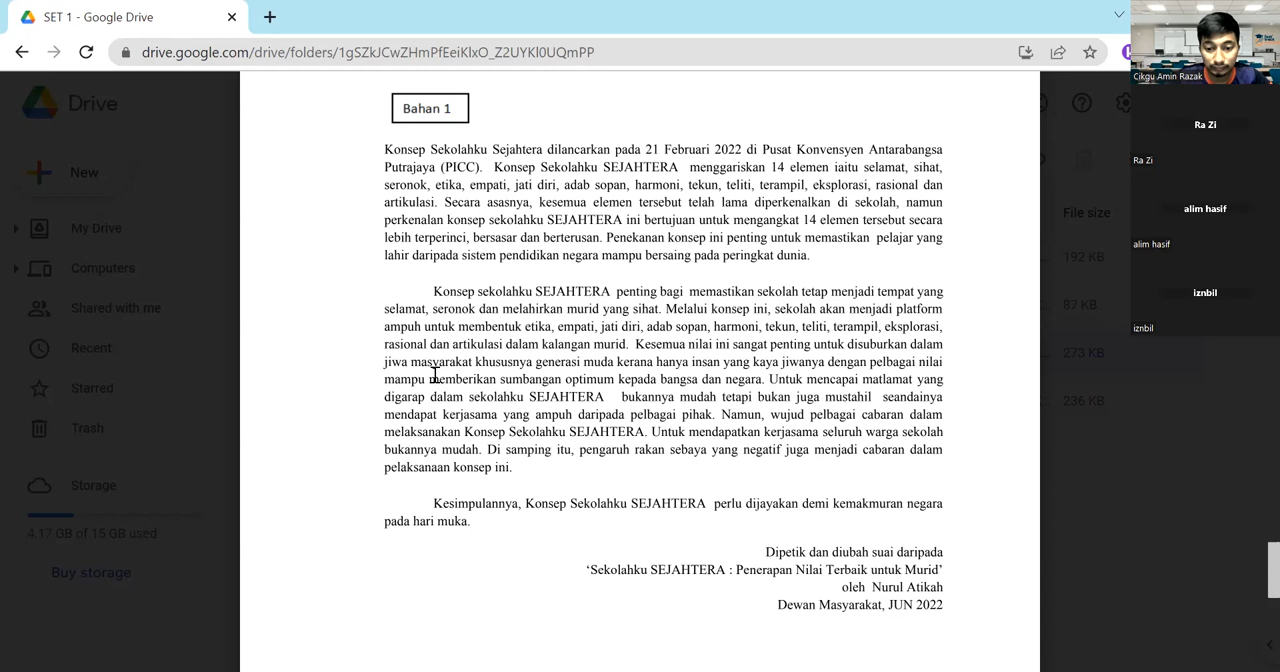 SET 1 - Google Drive
drive.google.com/drive/folders/1gSZkJCwZHmPfEeiKlxO_Z2UYKl0UQmPP
Drive
New
My Drive
Computers
Shared with me
Recent
Starred
Trash
Storage
4.17 GB of 15 GB used
Buy storage
Bahan 1
Konsep Sekolahku Sejahtera dilancarkan pada 21 Februari 2022 di Pusat Konvensyen Antarabangsa
Putrajaya (PICC). Konsep Sekolahku SEJAHTERA menggariskan 14 elemen iaitu selamat, sihat,
seronok, etika, empati, jati diri, adab sopan, harmoni, tekun, teliti, terampil, eksplorasi, rasional dan
artikulasi. Secara asasnya, kesemua elemen tersebut telah lama diperkenalkan di sekolah, namun
perkenalan konsep sekolahku SEJAHTERA ini bertujuan untuk mengangkat 14 elemen tersebut secara
lebih terperinci, bersasar dan berterusan. Penekanan konsep ini penting untuk memastikan pelajar yang
lahir daripada sistem pendidikan negara mampu bersaing pada peringkat dunia.
Konsep sekolahku SEJAHTERA penting bagi memastikan sekolah tetap menjadi tempat yang
selamat, seronok dan melahirkan murid yang sihat. Melalui konsep ini, sekolah akan menjadi platform
ampuh untuk membentuk etika, empati, jati diri, adab sopan, harmoni, tekun, teliti, terampil, eksplorasi,
rasional dan artikulasi dalam kalangan murid. Kesemua nilai ini sangat penting untuk disuburkan dalam
jiwa masyarakat khususnya generasi muda kerana hanya insan yang kaya jiwanya dengan pelbagai nilai
mampu memberikan sumbangan optimum kepada bangsa dan negara. Untuk mencapai matlamat yang
digarap dalam sekolahku SEJAHTERA bukannya mudah tetapi bukan juga mustahil seandainya
mendapat kerjasama yang ampuh daripada pelbagai pihak. Namun, wujud pelbagai cabaran dalam
melaksanakan Konsep Sekolahku SEJAHTERA. Untuk mendapatkan kerjasama seluruh warga sekolah
bukannya mudah. Di samping itu, pengaruh rakan sebaya yang negatif juga menjadi cabaran dalam
pelaksanaan konsep ini.
Kesimpulannya, Konsep Sekolahku SEJAHTERA perlu dijayakan demi kemakmuran negara
pada hari muka.
Dipetik dan diubah suai daripada
‘Sekolahku SEJAHTERA : Penerapan Nilai Terbaik untuk Murid’
oleh Nurul Atikah
Dewan Masyarakat, JUN 2022
File size
192 KB
87 KB
273 KB
236 KB
Cikgu Amin Razak
Ra Zi
Ra Zi
alim hasif
alim hasif
iznbil
iznbil